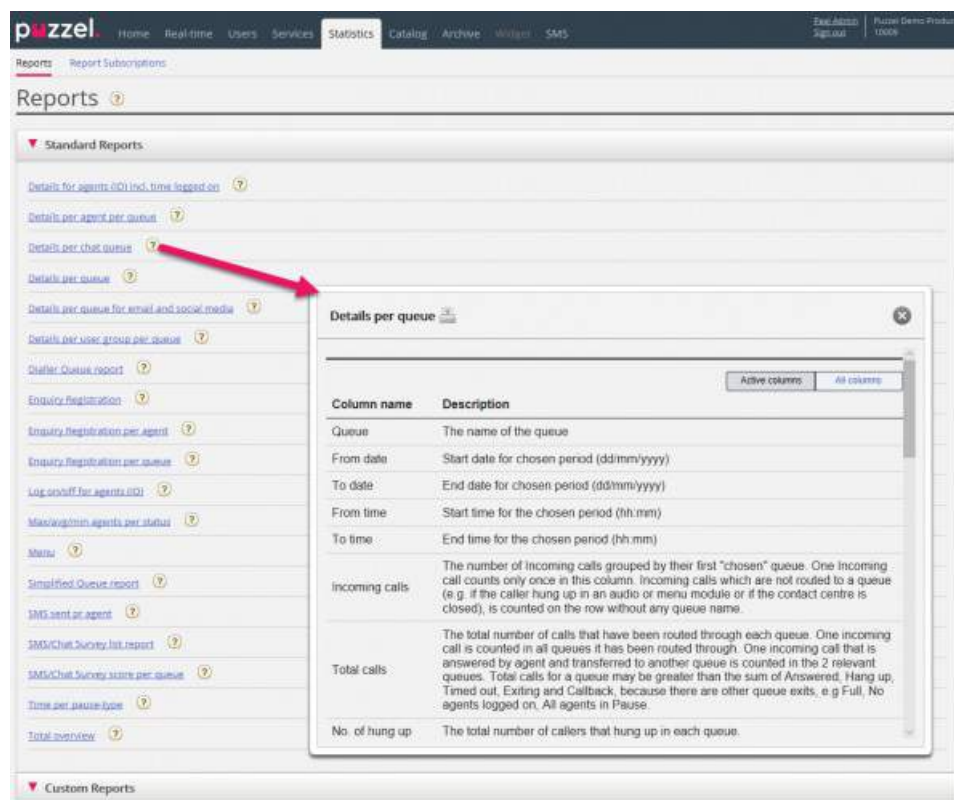 puzzel.
Home Real-time Users Services Statistics Catalog Archive Widget SMS
Paal Admin
Sign out
Puzzel Demo Produc
Reports Report Subscriptions
Reports ?
Standard Reports
Details for agents (ID) incl. time logged on ?
Details per agent per queue ?
Details per chat queue ?
Details per queue ?
Details per queue for email and social media ?
Details per user group per queue ?
Dialler Queue report ?
Enquiry Registration ?
Enquiry Registration per agent ?
Enquiry Registration per queue ?
Log on/off for agents (ID) ?
Max/avg/min agents per status ?
Menu ?
Simplified Queue report ?
SMS sent pr agent ?
SMS/Chat Survey list report ?
SMS/Chat Survey score per queue ?
Time per pause-type ?
Total overview ?
Custom Reports
Details per queue
Active columns All columns
Column name Description
Queue The name of the queue
From date Start date for chosen period (dd/mm/yyyy)
To date End date for chosen period (dd/mm/yyyy)
From time Start time for the chosen period (hh:mm)
To time End time for the chosen period (hh:mm)
Incoming calls
The number of Incoming calls grouped by their first "chosen" queue. One Incoming
call counts only once in this column. Incoming calls which are not routed to a queue
(e.g. if the caller hung up in an audio or menu module or if the contact centre is
closed), is counted on the row without any queue name.
Total calls
The total number of calls that have been routed through each queue. One incoming
call is counted in all queues it has been routed through. One incoming call that is
answered by agent and transferred to another queue is counted in the 2 relevant
queues. Total calls for a queue may be greater than the sum of Answered, Hang up,
Timed out, Exiting and Callback, because there are other queue exits, e.g Full, No
agents logged on, All agents in Pause.
No. of hung up The total number of callers that hung up in each queue.